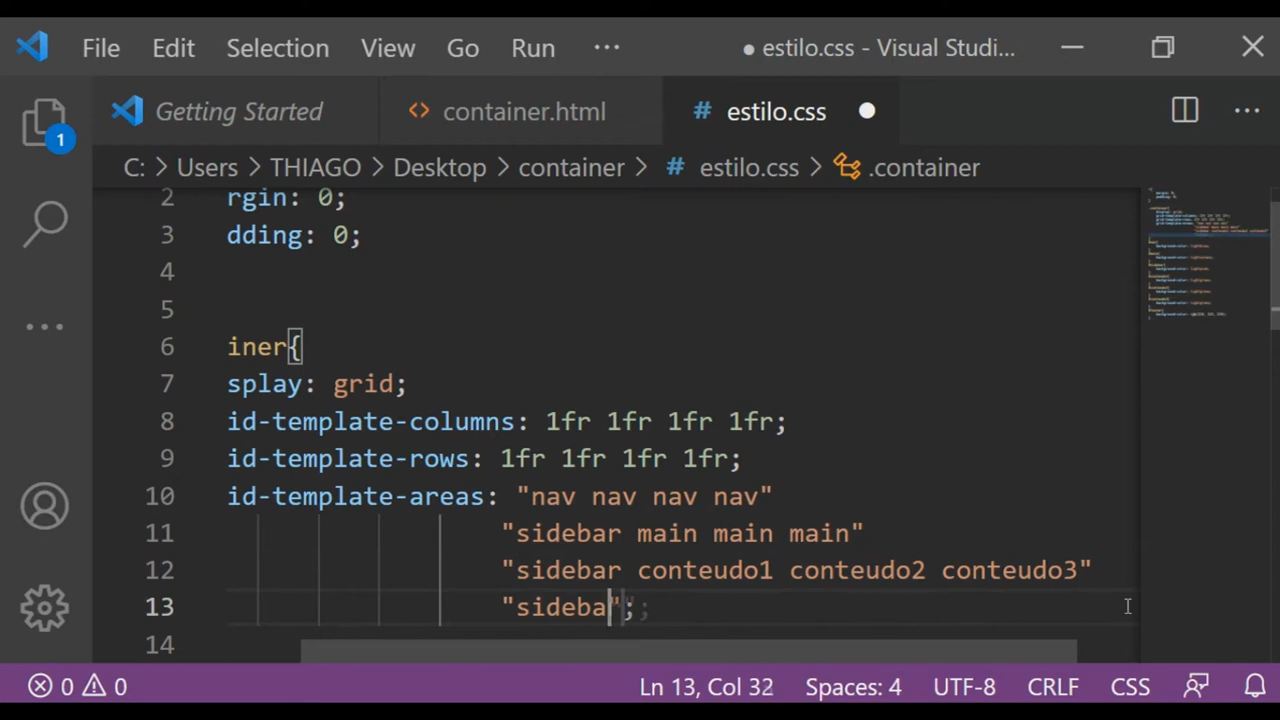 File Edit Selection View Go Run ··· ● estilo.css - Visual Studi...
Getting Started <> container.html # estilo.css ● ···
1
C: > Users > THIAGO > Desktop > container > # estilo.css > .container
2 rgin: 0;
3 dding: 0;
4
5
6 iner{
7 splay: grid;
8 id-template-columns: 1fr 1fr 1fr 1fr;
9 id-template-rows: 1fr 1fr 1fr 1fr;
10 id-template-areas: "nav nav nav nav"
11 "sidebar main main main"
12 "sidebar conteudo1 conteudo2 conteudo3"
13 "sideba";
14
0 0 Ln 13, Col 32 Spaces: 4 UTF-8 CRLF CSS